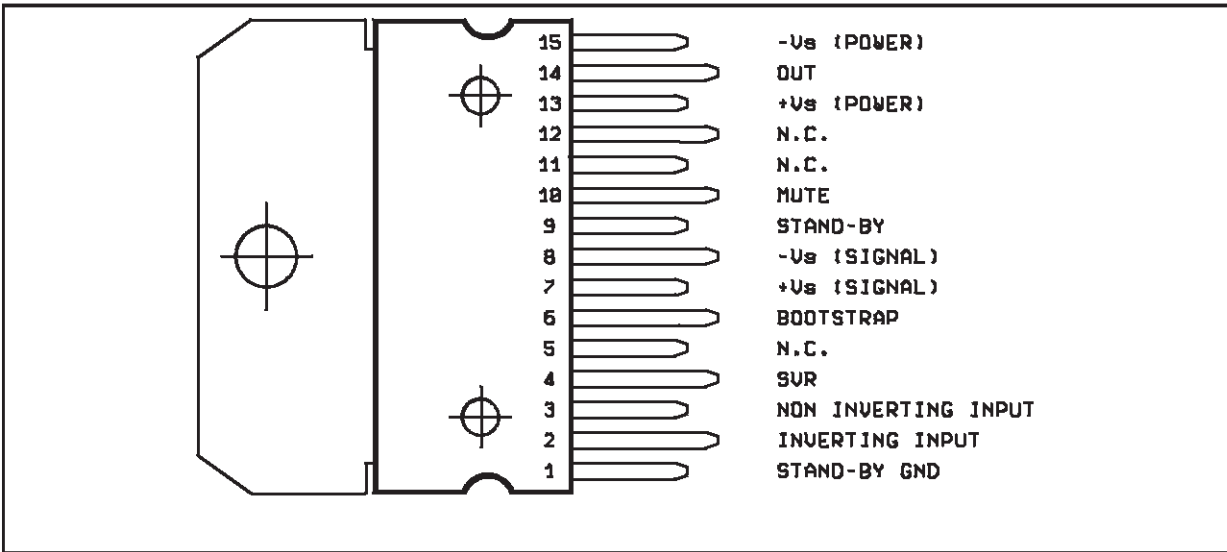 15 -Vs (POWER)
14 OUT
13 +Vs (POWER)
12 N.C.
11 N.C.
10 MUTE
9 STAND-BY
8 -Vs (SIGNAL)
7 +Vs (SIGNAL)
6 BOOTSTRAP
5 N.C.
4 SVR
3 NON INVERTING INPUT
2 INVERTING INPUT
1 STAND-BY GND